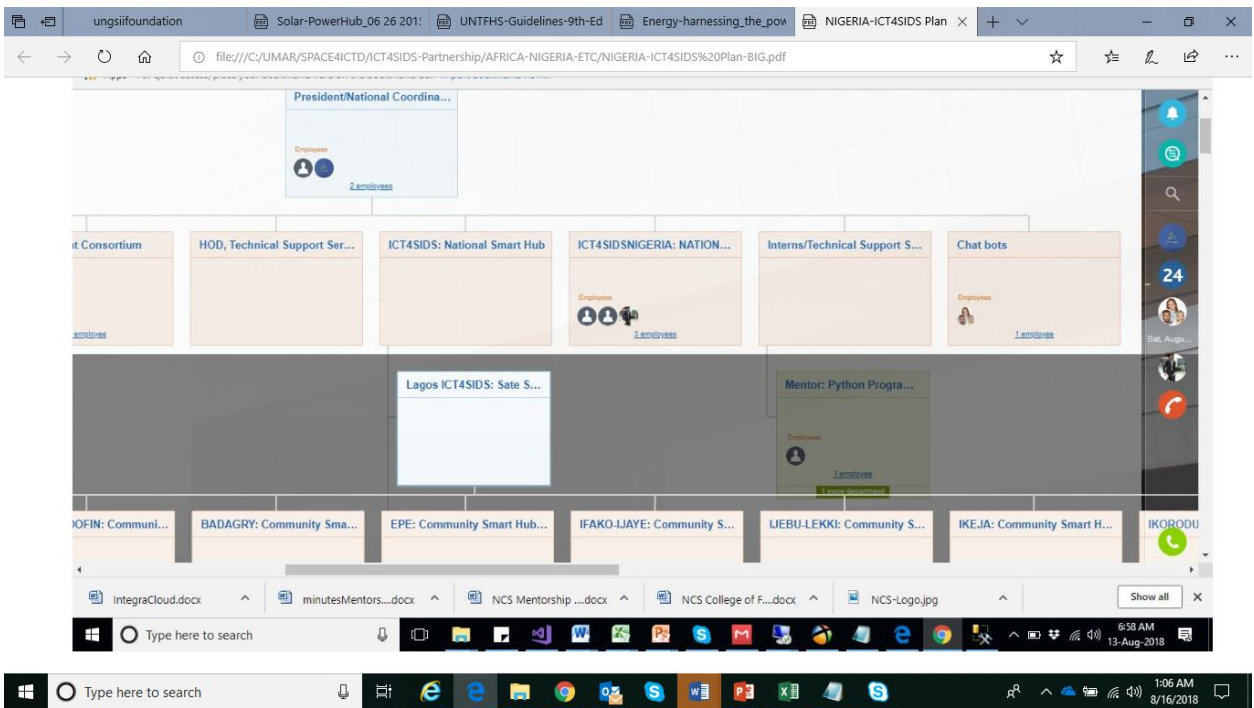 ungsiifoundation
Solar-PowerHub_06 26 201
UNTFHS-Guidelines-9th-Ed
Energy-harnessing_the_pow
NIGERIA-ICT4SIDS Plan
file:///C:/UMAR/SPACE4ICTD/ICT4SIDS-Partnership/AFRICA-NIGERIA-ETC/NIGERIA-ICT4SIDS%20Plan-BIG.pdf
President/National Coordina...
Employees
2 employees
t Consortium
HOD, Technical Support Ser...
ICT4SIDS: National Smart Hub
ICT4SIDSNIGERIA: NATION...
Interns/Technical Support S...
Chat bots
24
Employees
Employees
employee
3 employees
1 employee
Sat, Augu...
Lagos ICT4SIDS: Sate S...
Mentor: Python Progra...
Employees
1 employee
1 more department
OFIN: Communi...
BADAGRY: Community Sma...
EPE: Community Smart Hub...
IFAKO-IJAYE: Community S...
IJEBU-LEKKI: Community S...
IKEJA: Community Smart H...
IKORODU
IntegraCloud.docx
minutesMentors....docx
NCS Mentorship ....docx
NCS College of F....docx
NCS-Logo.jpg
Show all
Type here to search
6:58 AM
13-Aug-2018
Type here to search
1:06 AM
8/16/2018